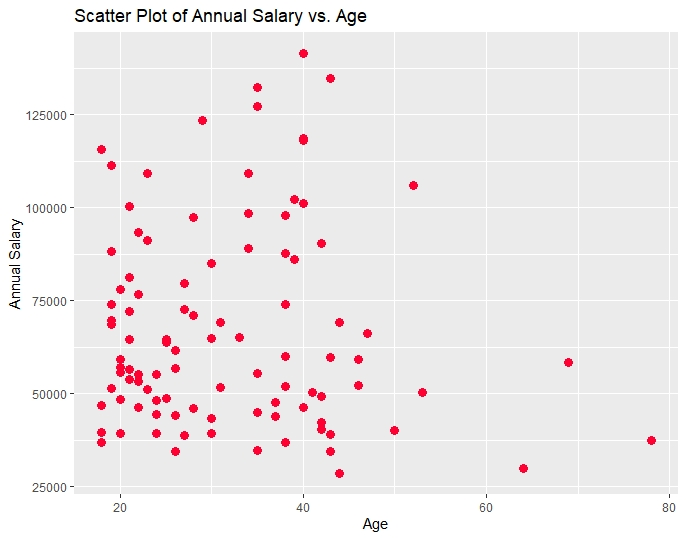 Scatter Plot of Annual Salary vs. Age
125000
100000
75000
50000
25000
Annual Salary
20 40 60 80
Age